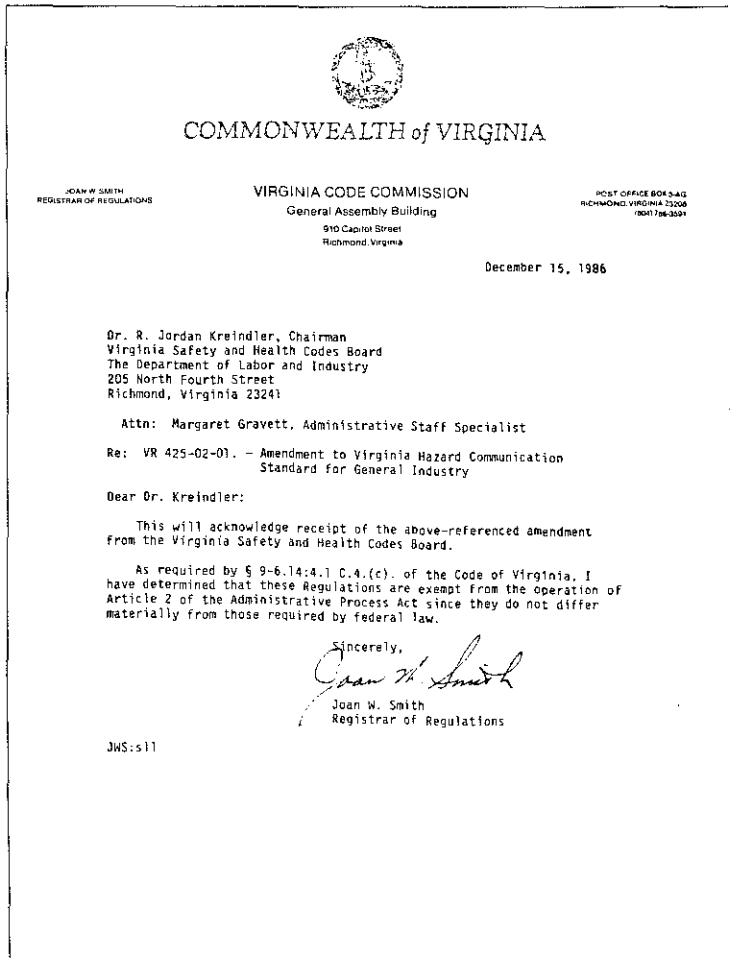 COMMONWEALTH of VIRGINIA
JOAN W SMITH
REGISTRAR OF REGULATIONS
VIRGINIA CODE COMMISSION
General Assembly Building
910 Capitol Street
Richmond, Virginia
POST OFFICE BOX 3-AG
RICHMOND, VIRGINIA 23208
(804) 786-3591
December 15, 1986
Dr. R. Jordan Kreindler, Chairman
Virginia Safety and Health Codes Board
The Department of Labor and Industry
205 North Fourth Street
Richmond, Virginia 23241
Attn: Margaret Gravett, Administrative Staff Specialist
Re: VR 425-02-01. - Amendment to Virginia Hazard Communication
Standard for General Industry
Dear Dr. Kreindler:
This will acknowledge receipt of the above-referenced amendment
from the Virginia Safety and Health Codes Board.
As required by § 9-6.14:4.1 C.4.(c). of the Code of Virginia, I
have determined that these Regulations are exempt from the operation of
Article 2 of the Administrative Process Act since they do not differ
materially from those required by federal law.
Sincerely,
Joan W. Smith
Joan W. Smith
Registrar of Regulations
JWS:sll